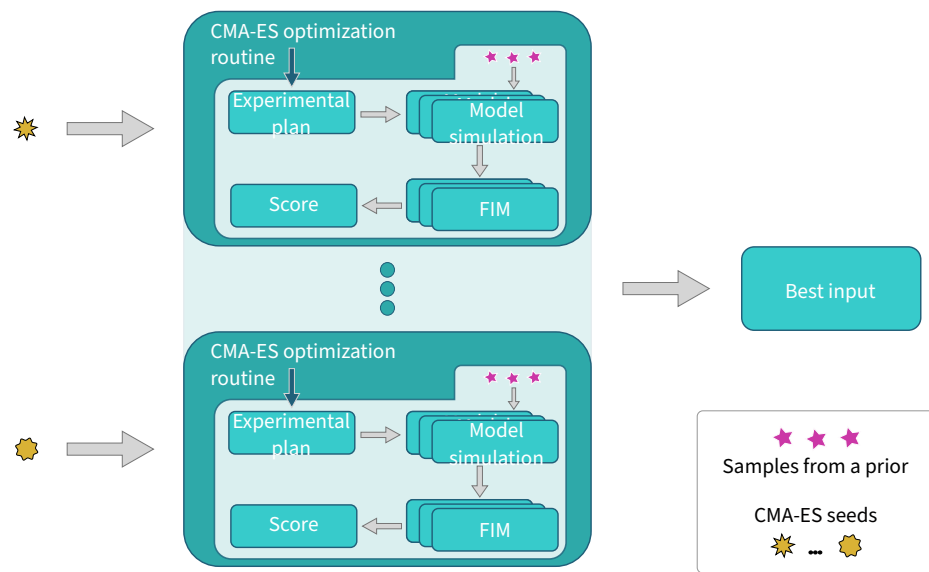 CMA-ES optimization
routine
Experimental
plan
Model
simulation
Score
FIM
Best input
CMA-ES optimization
routine
Experimental
plan
Model
simulation
Score
FIM
Samples from a prior
CMA-ES seeds
...